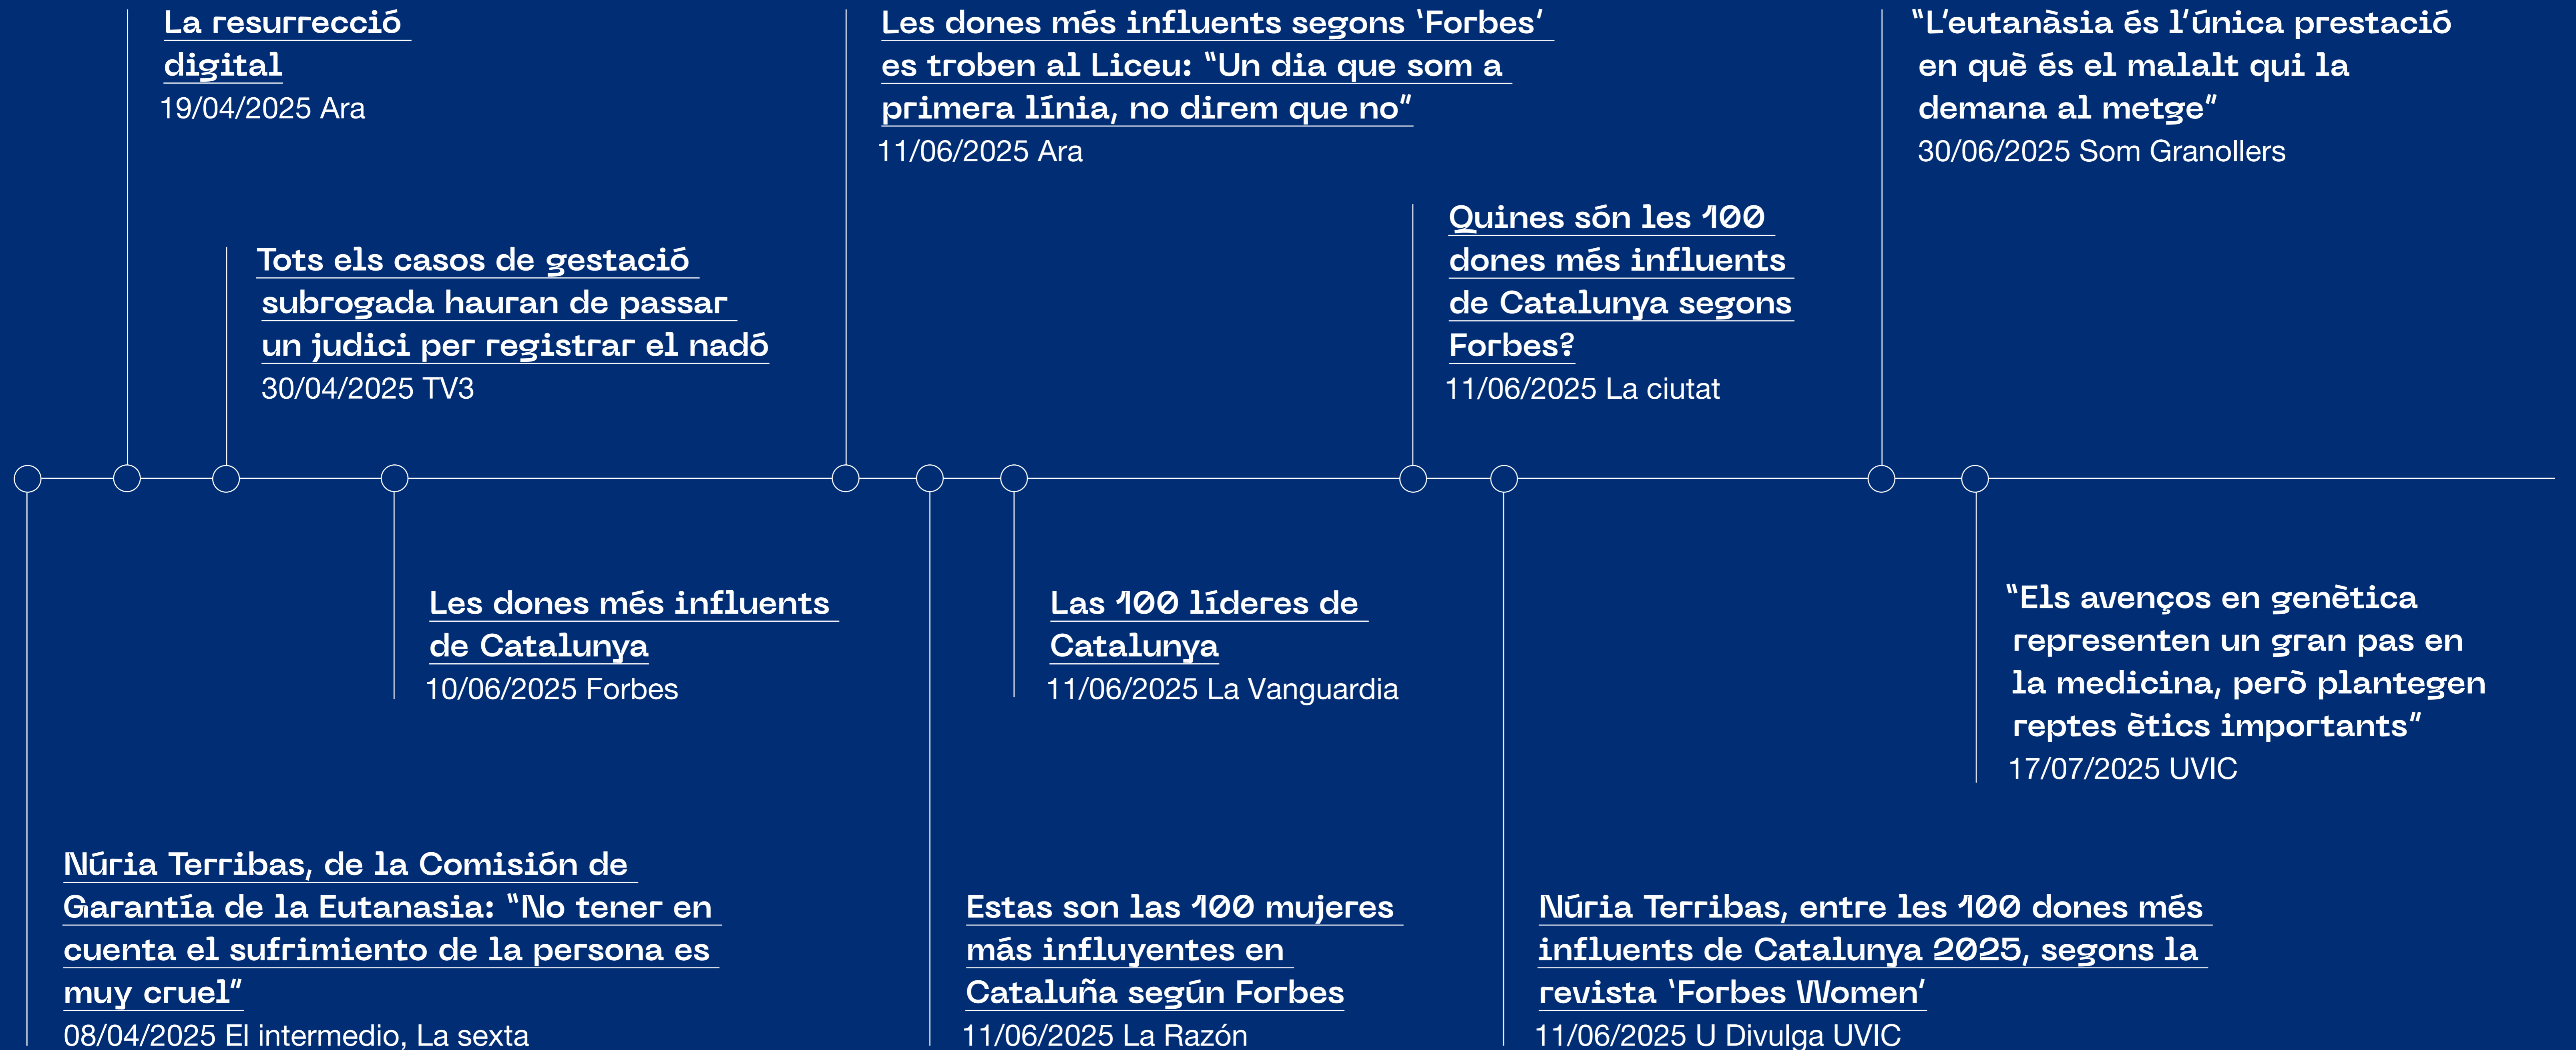 La resurrecció
digital
19/04/2025 Ara
Les dones més influents segons ‘Forbes’
es troben al Liceu: “Un dia que som a
primera línia, no direm que no”
11/06/2025 Ara
“L’eutanàsia és l’única prestació
en què és el malalt qui la
demana al metge”
30/06/2025 Som Granollers
Tots els casos de gestació
subrogada hauran de passar
un judici per registrar el nadó
30/04/2025 TV3
Quines són les 100
dones més influents
de Catalunya segons
Forbes?
11/06/2025 La ciutat
Les dones més influents
de Catalunya
10/06/2025 Forbes
Las 100 líderes de
Catalunya
11/06/2025 La Vanguardia
“Els avenços en genètica
representen un gran pas en
la medicina, però plantegen
reptes ètics importants”
17/07/2025 UVIC
Núria Terribas, de la Comisión de
Garantía de la Eutanasia: “No tener en
cuenta el sufrimiento de la persona es
muy cruel”
08/04/2025 El intermedio, La sexta
Estas son las 100 mujeres
más influyentes en
Cataluña según Forbes
11/06/2025 La Razón
Núria Terribas, entre les 100 dones més
influents de Catalunya 2025, segons la
revista ‘Forbes Women’
11/06/2025 U Divulga UVIC